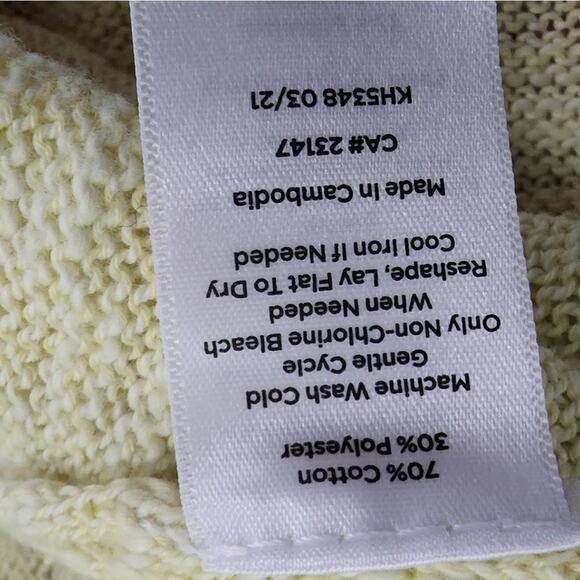 70% Cotton
30% Polyester
Machine Wash Cold
Gentle Cycle
Only Non-Chlorine Bleach
When Needed
Reshape, Lay Flat To Dry
Cool Iron If Needed
Made In Cambodia
CA# 23147
KH5348 03/21